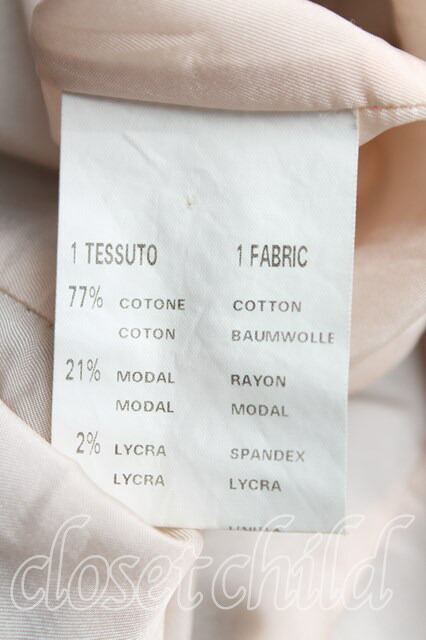 1 TESSUTO 1 FABRIC
77% COTONE COTTON
COTON BAUMWOLLE
21% MODAL RAYON
MODAL MODAL
2% LYCRA SPANDEX
LYCRA LYCRA
closet child